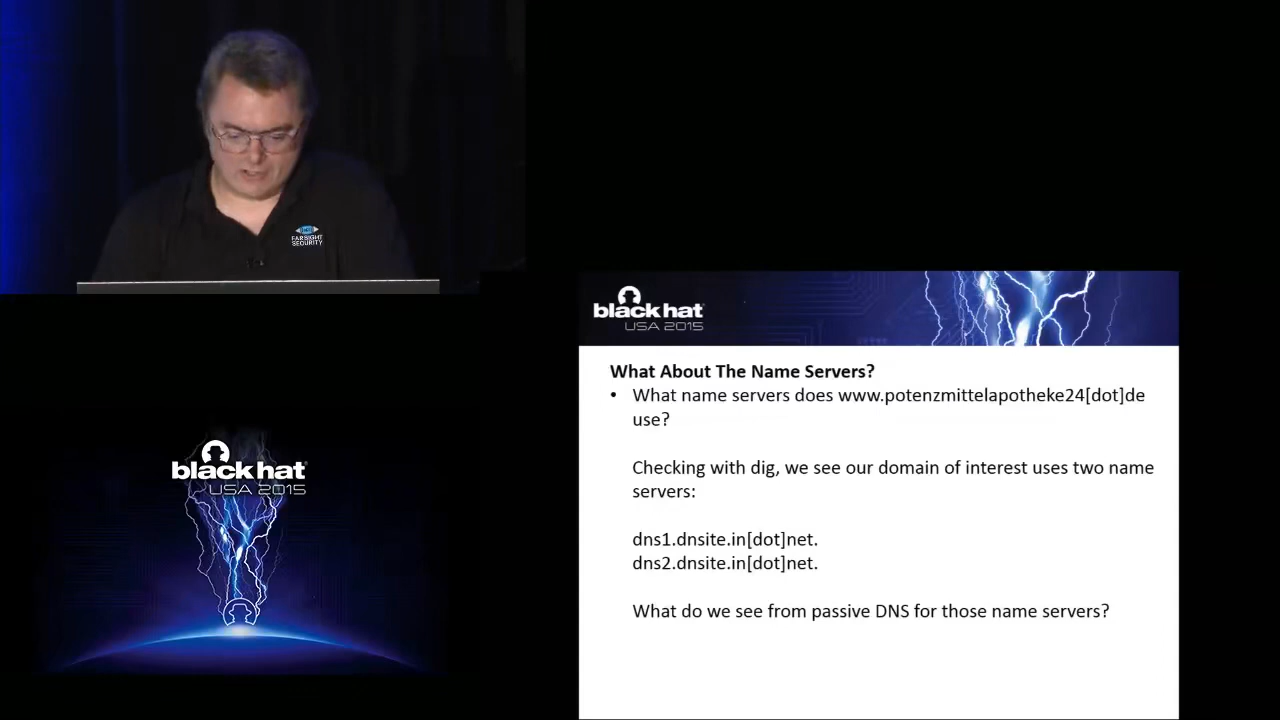 FARSIGHT
SECURITY
black hat
USA 2015
black hat
USA 2015
What About The Name Servers?
• What name servers does www.potenzmittelapotheke24[dot]de
use?
Checking with dig, we see our domain of interest uses two name
servers:
dns1.dnsite.in[dot]net.
dns2.dnsite.in[dot]net.
What do we see from passive DNS for those name servers?